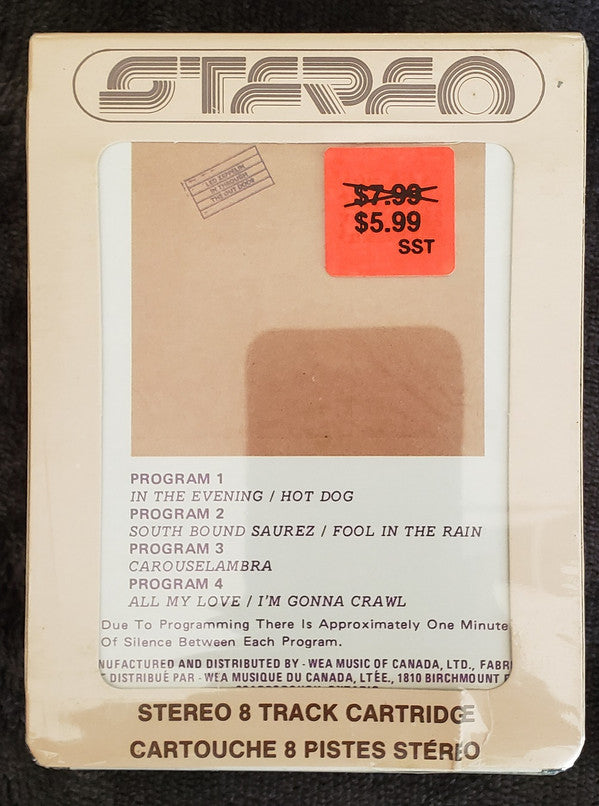 STEREO
LED ZEPPELIN
IN THROUGH
THE OUT DOOR
$7.99
$5.99
SST
PROGRAM 1
IN THE EVENING / HOT DOG
PROGRAM 2
SOUTH BOUND SAUREZ / FOOL IN THE RAIN
PROGRAM 3
CAROUSELAMBRA
PROGRAM 4
ALL MY LOVE / I'M GONNA CRAWL
Due To Programming There Is Approximately One Minute
Of Silence Between Each Program.
NUFACTURED AND DISTRIBUTED BY - WEA MUSIC OF CANADA, LTD., FABRI
T DISTRIBUÉ PAR - WEA MUSIQUE DU CANADA, LTÉE., 1810 BIRCHMOUNT
STEREO 8 TRACK CARTRIDGE
CARTOUCHE 8 PISTES STÉRÉO